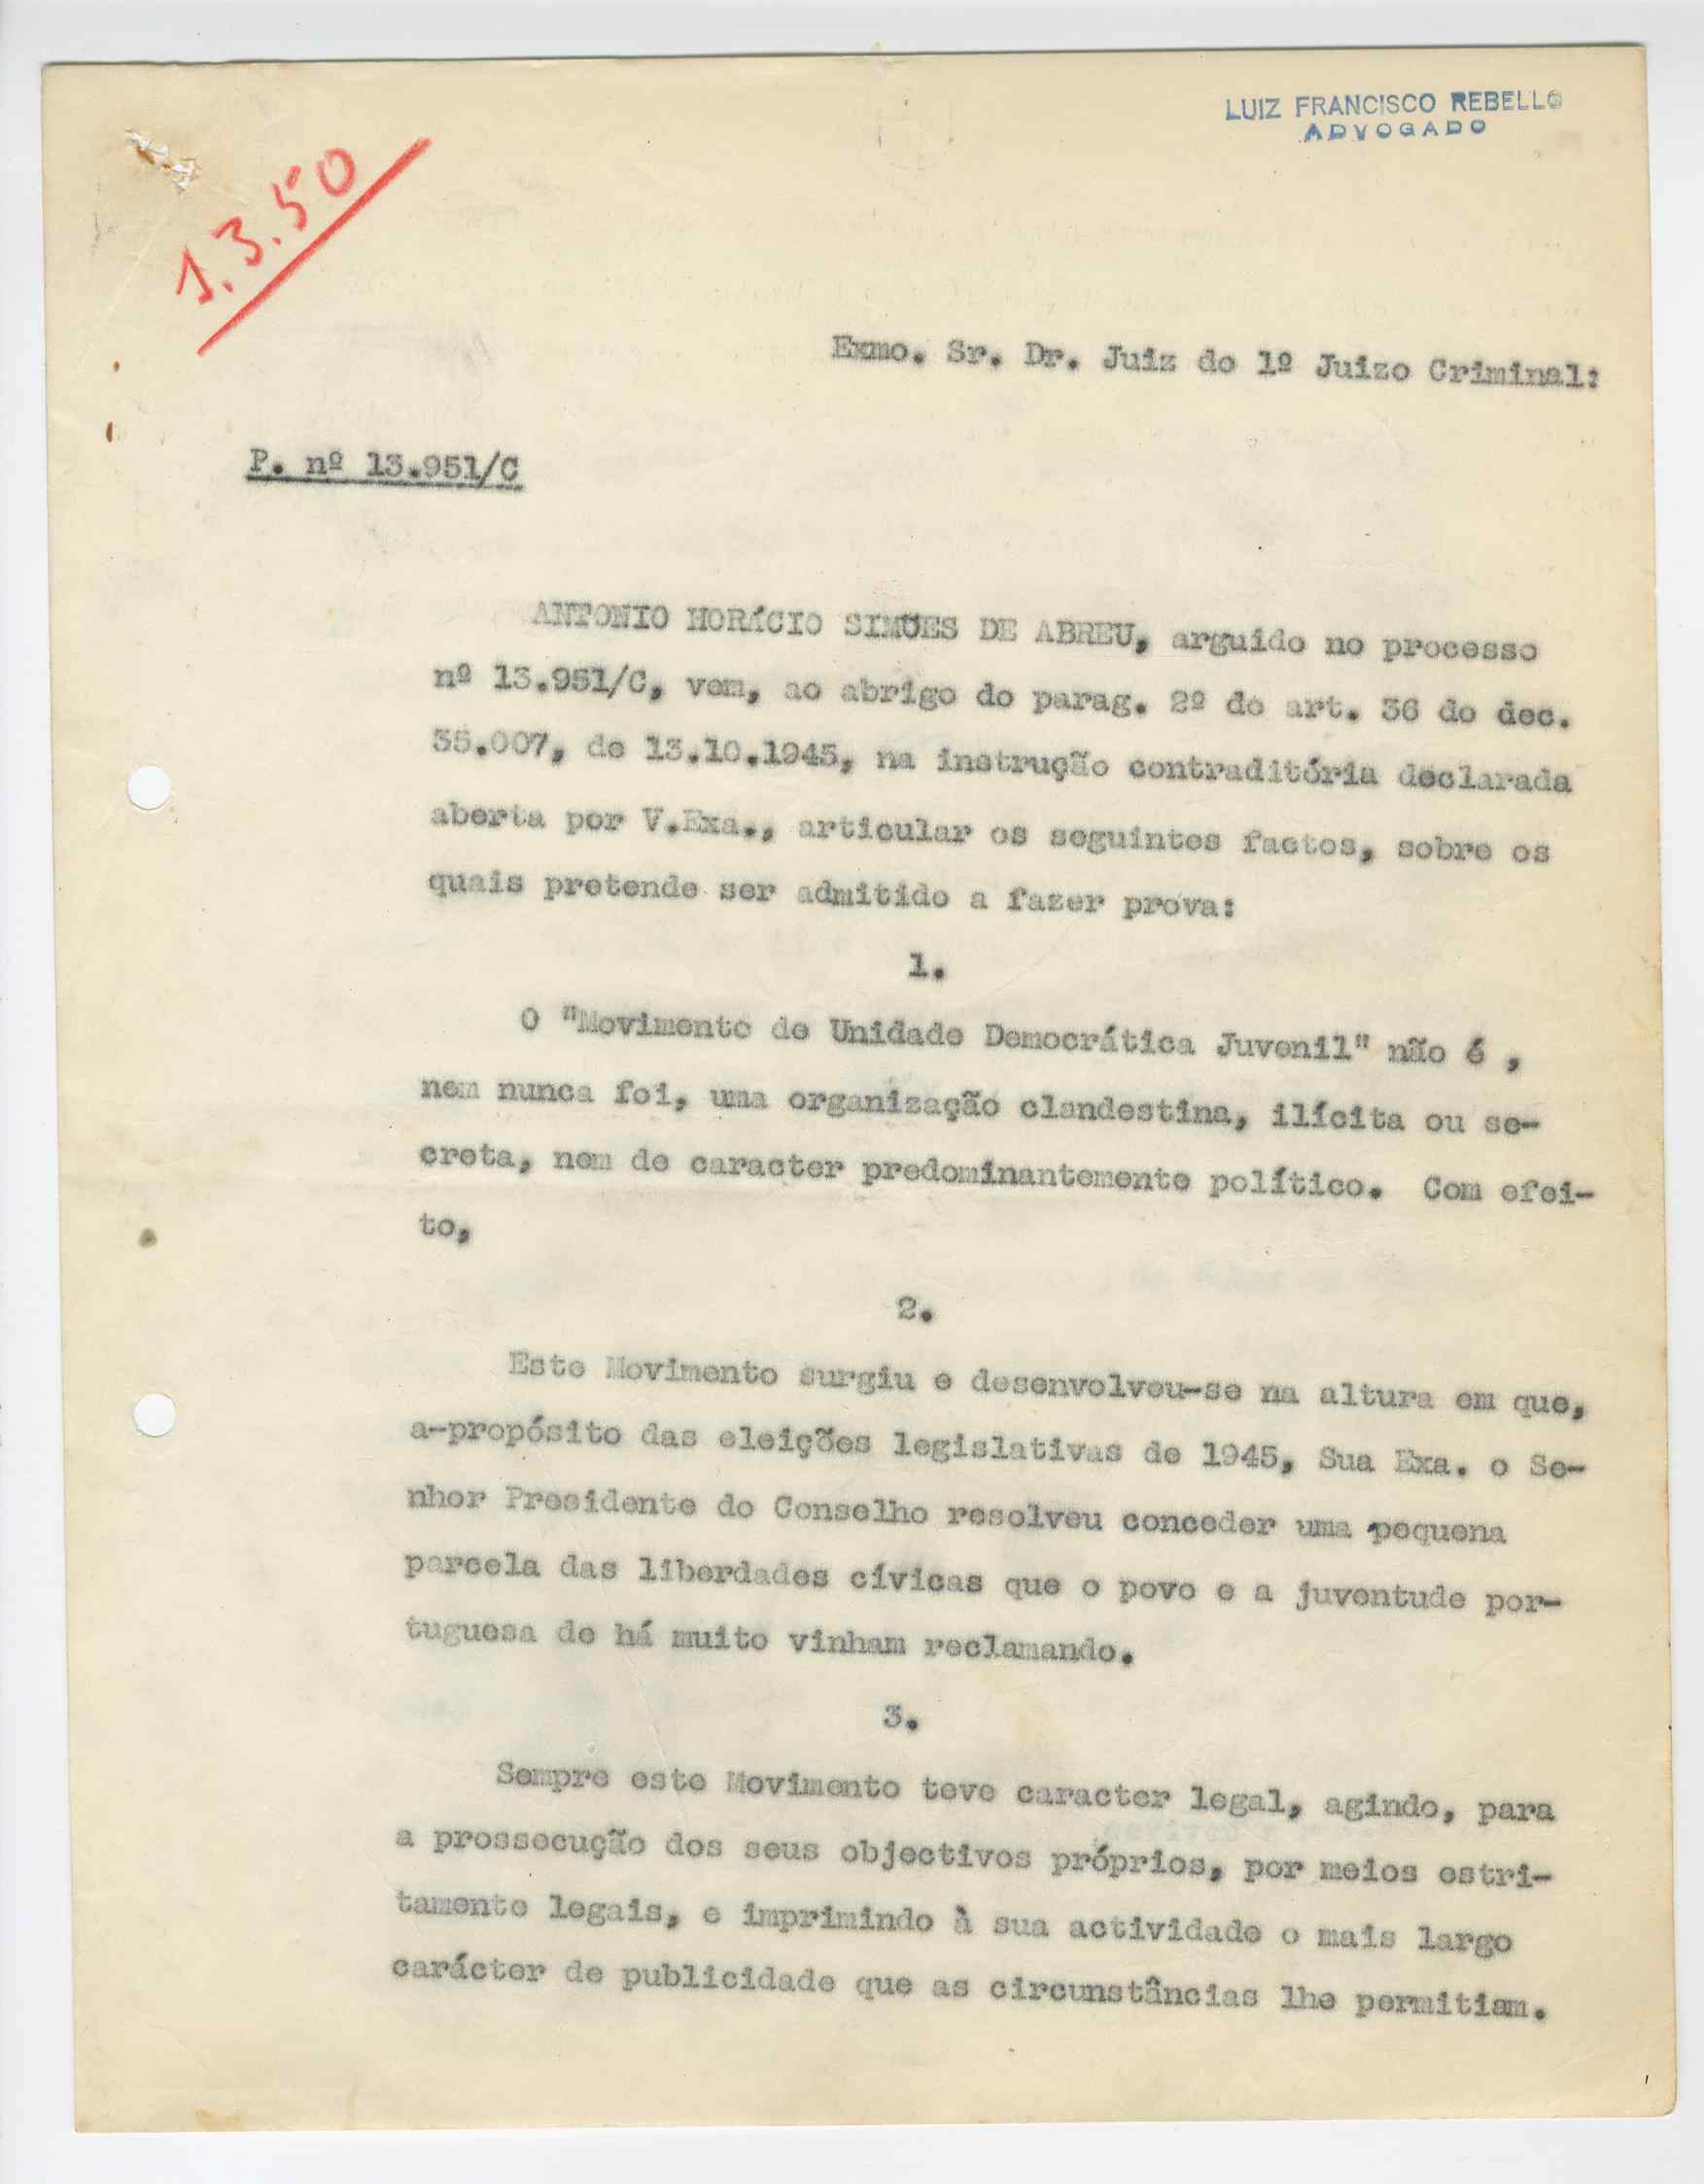 LUIZ FRANCISCO REBELLO
ADVOGADO
1.3.50
Exmo. Sr. Dr. Juiz do 1º Juizo Criminal:
P. nº 13.951/C
ANTONIO HORÁCIO SIMÕES DE ABREU, arguido no processo
nº 13.951/C, vem, ao abrigo do parag. 2º do art. 36 do dec.
35.007, de 13.10.1945, na instrução contraditória declarada
aberta por V.Exa., articular os seguintes factos, sobre os
quais pretende ser admitido a fazer prova:
1.
O "Movimento de Unidade Democrática Juvenil" não é ,
nem nunca foi, uma organização clandestina, ilícita ou se-
creta, nem de caracter predominantemente político. Com efei-
to,
2.
Este Movimento surgiu e desenvolveu-se na altura em que,
a-propósito das eleições legislativas de 1945, Sua Exa. o Se-
nhor Presidente do Conselho resolveu conceder uma pequena
parcela das liberdades cívicas que o povo e a juventude por-
tuguesa de há muito vinham reclamando.
3.
Sempre este Movimento teve caracter legal, agindo, para
a prossecução dos seus objectivos próprios, por meios estri-
tamente legais, e imprimindo à sua actividade o mais largo
carácter de publicidade que as circunstâncias lhe permitiam.